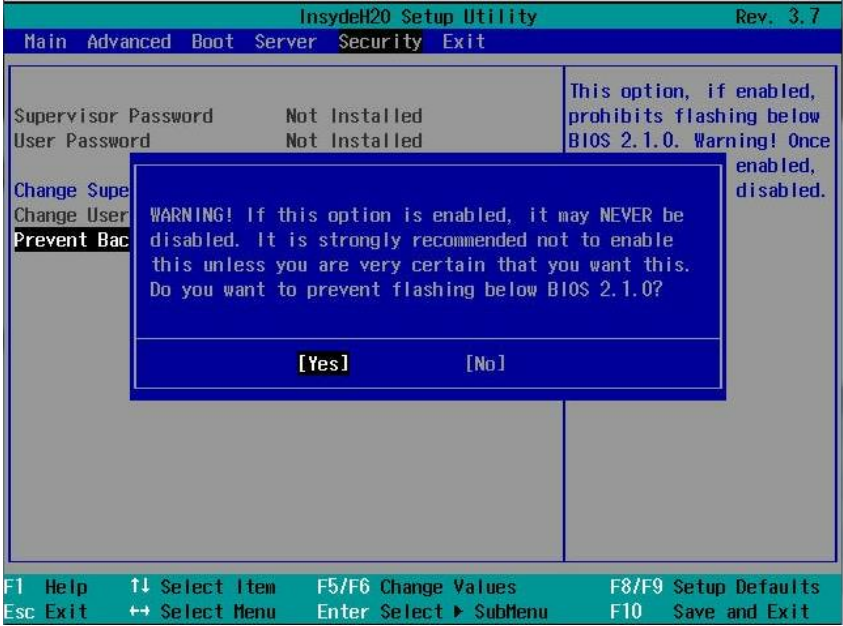 InsydeH20 Setup Utility Rev. 3.7
Main Advanced Boot Server Security Exit
Supervisor Password Not Installed
User Password Not Installed
Change Supe
Change User
Prevent Bac
This option, if enabled,
prohibits flashing below
BIOS 2.1.0. Warning! Once
enabled,
disabled.
WARNING! If this option is enabled, it may NEVER be
disabled. It is strongly recommended not to enable
this unless you are very certain that you want this.
Do you want to prevent flashing below BIOS 2.1.0?
[Yes] [No]
F1 Help ↑↓ Select Item F5/F6 Change Values F8/F9 Setup Defaults
Esc Exit ↔ Select Menu Enter Select ▶ SubMenu F10 Save and Exit